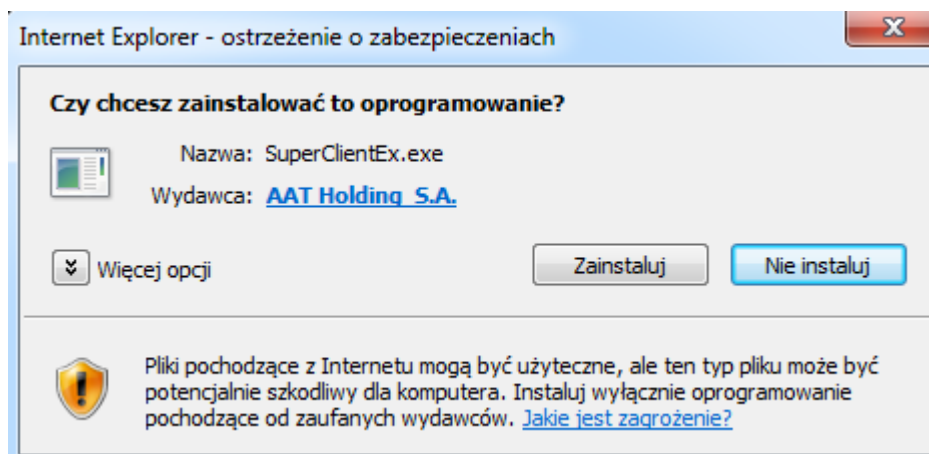 Internet Explorer - ostrzeżenie o zabezpieczeniach
Czy chcesz zainstalować to oprogramowanie?
Nazwa: SuperClientEx.exe
Wydawca: AAT Holding S.A.
Więcej opcji
Zainstaluj
Nie instaluj
Pliki pochodzące z Internetu mogą być użyteczne, ale ten typ pliku może być
potencjalnie szkodliwy dla komputera. Instaluj wyłącznie oprogramowanie
pochodzące od zaufanych wydawców. Jakie jest zagrożenie?